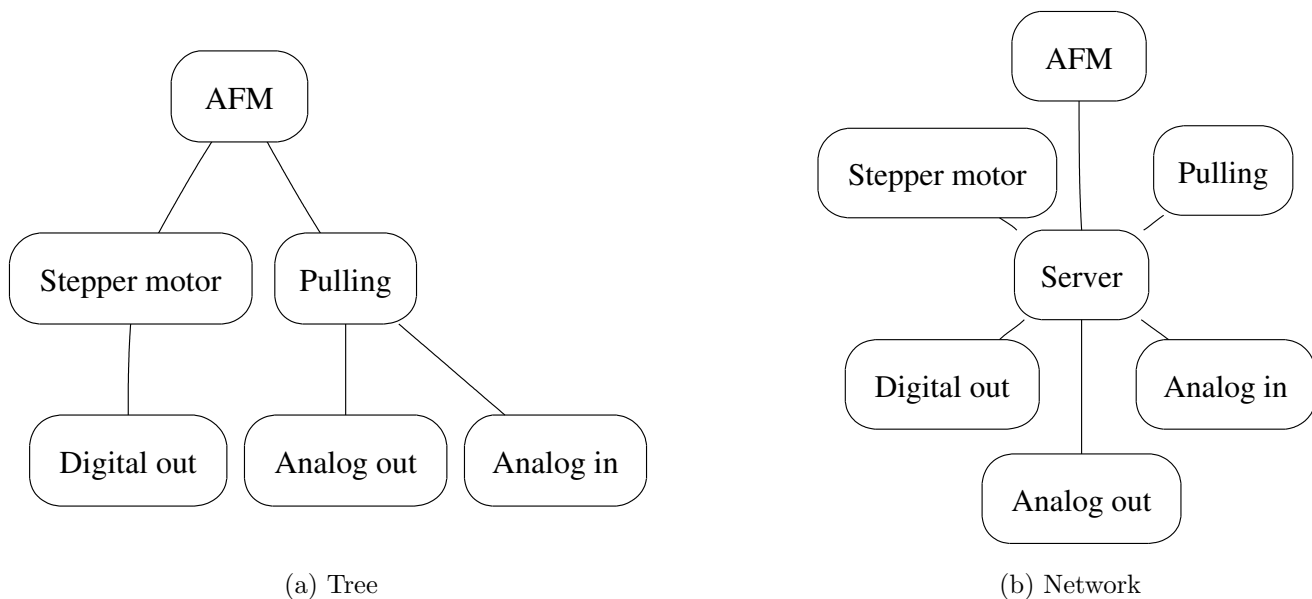 AFM
Stepper motor
Pulling
Digital out
Analog out
Analog in
(a) Tree
AFM
Stepper motor
Pulling
Server
Digital out
Analog in
Analog out
(b) Network